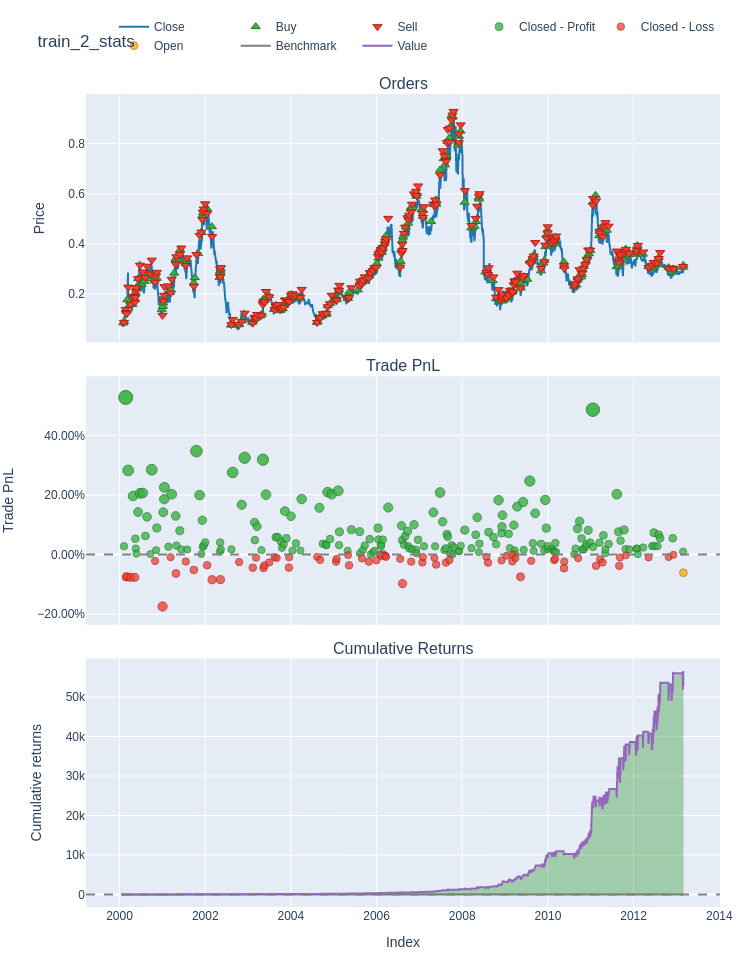 Close Buy Sell Closed - Profit Closed - Loss
train_2_stats
Open Benchmark Value
Orders
0.8
0.6
0.4
0.2
Price
Trade PnL
40.00%
20.00%
0.00%
−20.00%
Trade PnL
Cumulative Returns
50k
40k
30k
20k
10k
0
Cumulative returns
2000 2002 2004 2006 2008 2010 2012 2014
Index